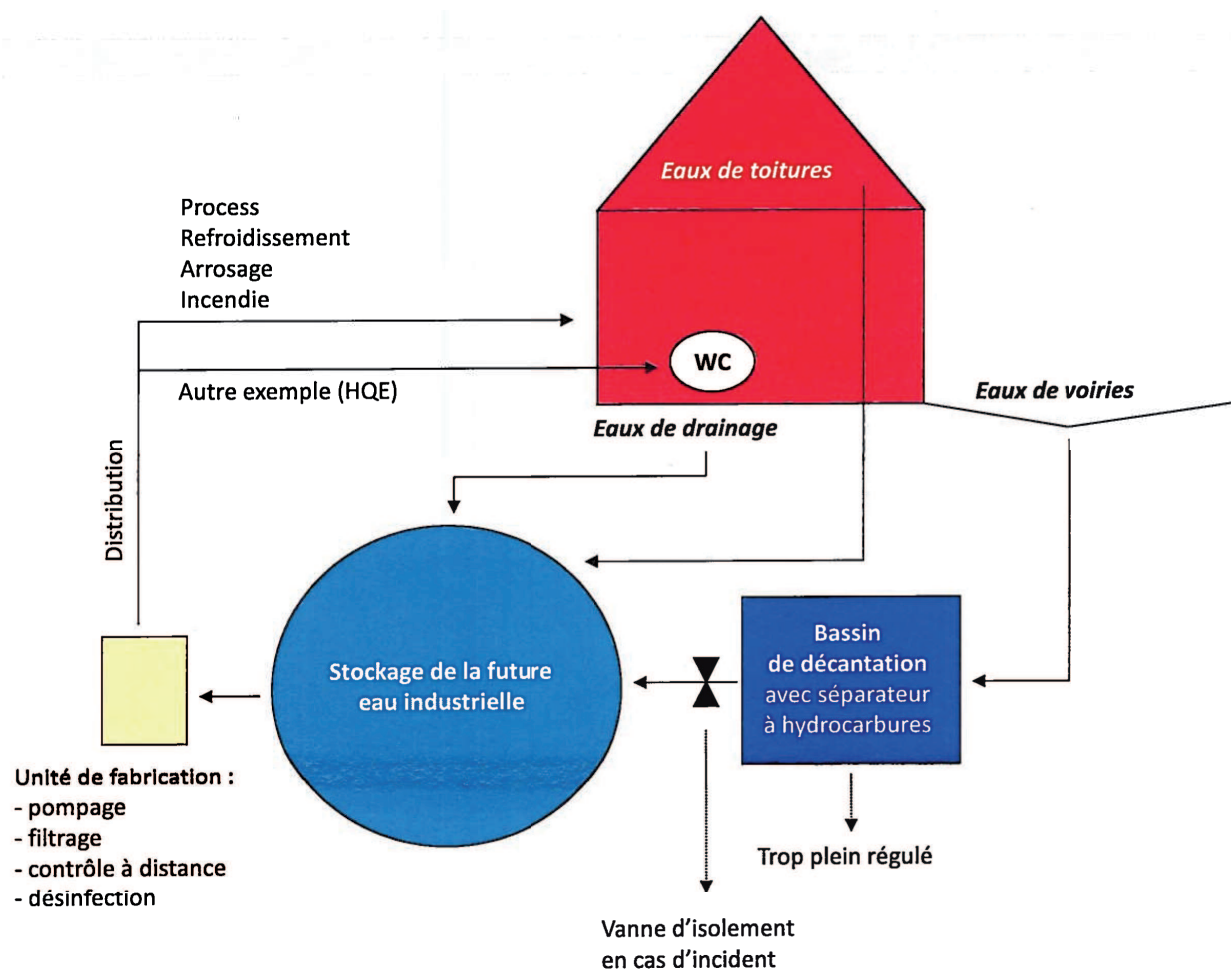 Eaux de toitures
Process
Refroidissement
Arrosage
Incendie
WC
Autre exemple (HQE)
Eaux de voiries
Eaux de drainage
Distribution
Stockage de la future
eau industrielle
Bassin
de décantation
avec séparateur
à hydrocarbures
Unité de fabrication :
- pompage
- filtrage
- contrôle à distance
- désinfection
Trop plein régulé
Vanne d’isolement
en cas d’incident